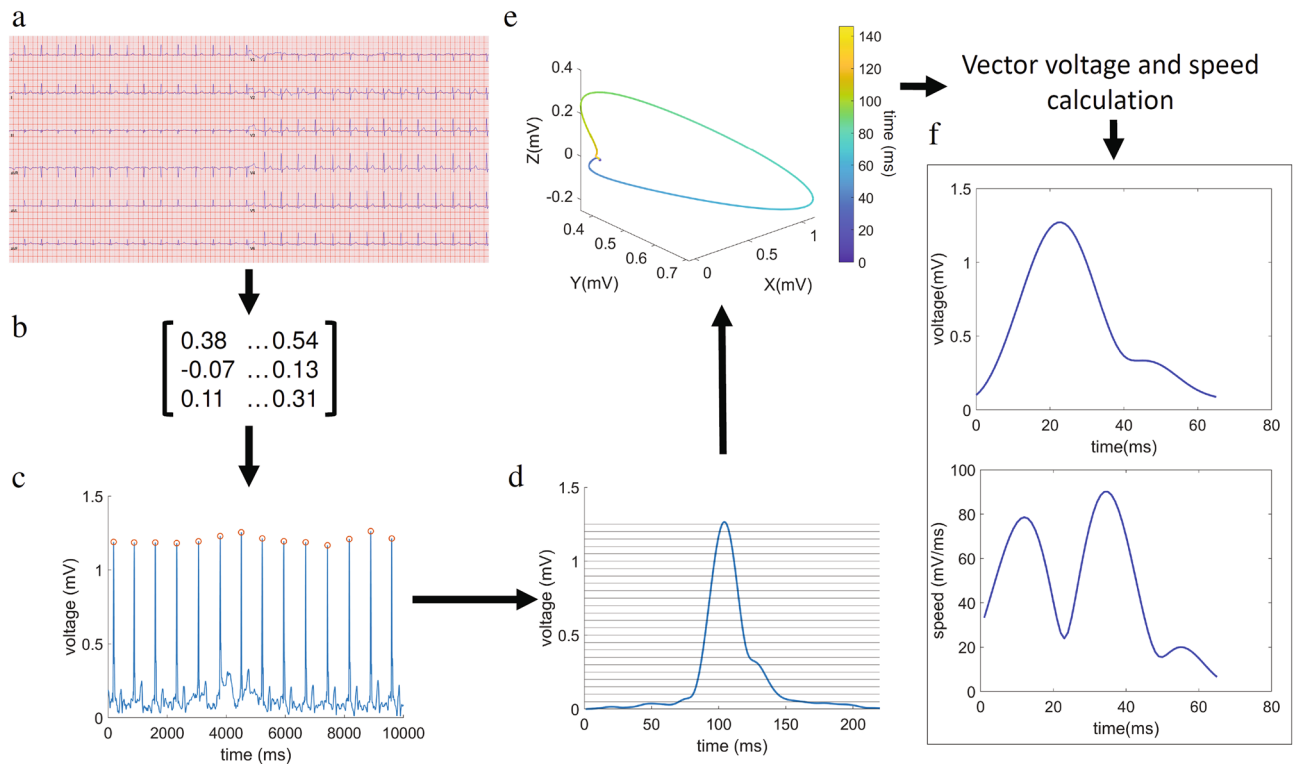 a
b
0.38 …0.54
-0.07 …0.13
0.11 …0.31
c
1.5
1
0.5
0
voltage (mV)
0 2000 4000 6000 8000 10000
time (ms)
d
1.5
1
0.5
0
voltage (mV)
0 50 100 150 200
time (ms)
e
0.4
0.2
0
-0.2
Z(mV)
0.4
0.5
0.6
0.7
Y(mV)
0
0.5
1
X(mV)
140
120
100
80
60
40
20
0
time (ms)
Vector voltage and speed
calculation
f
1.5
1
0.5
0
voltage(mV)
0 20 40 60 80
time(ms)
100
80
60
40
20
0
speed (mV/ms)
0 20 40 60 80
time(ms)